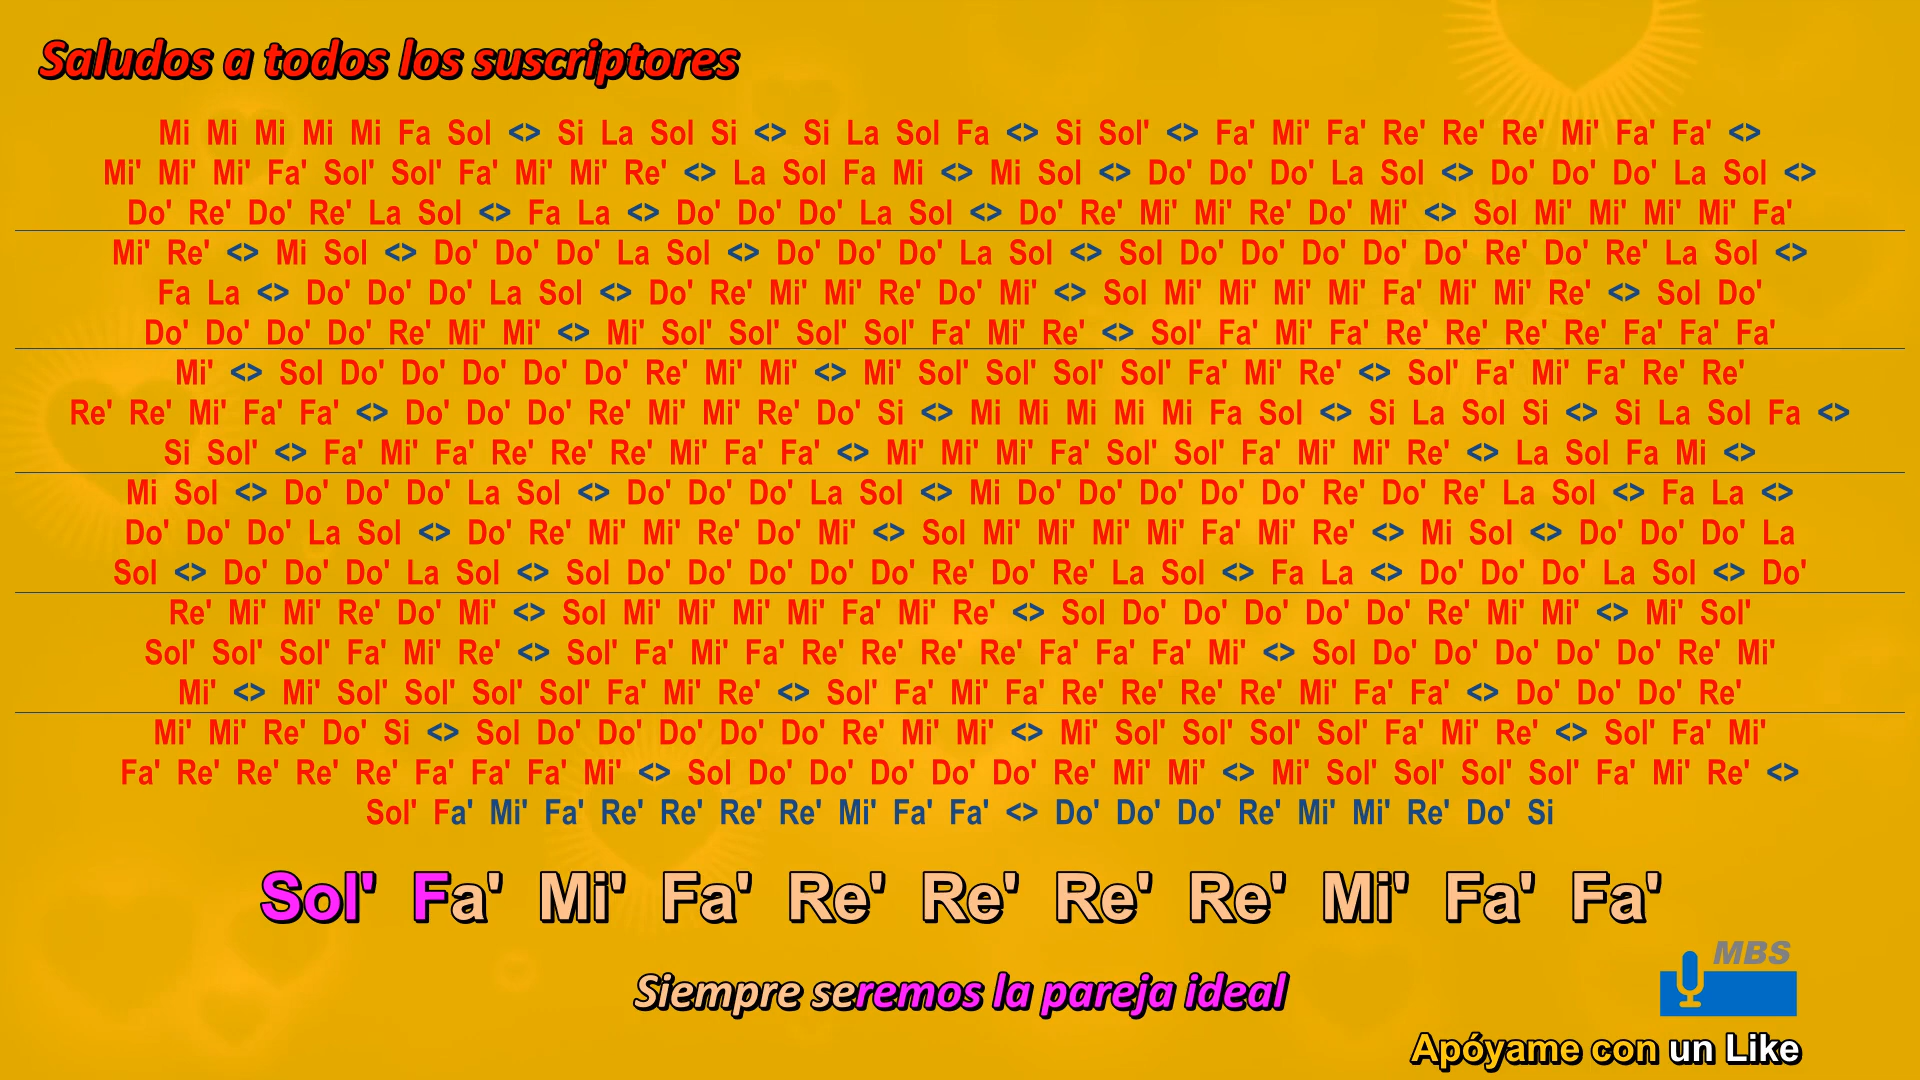 Saludos a todos los suscriptores
Mi Mi Mi Mi Mi Fa Sol <> Si La Sol Si <> Si La Sol Fa <> Si Sol' <> Fa' Mi' Fa' Re' Re' Re' Mi' Fa' Fa' <>
Mi' Mi' Mi' Fa' Sol' Sol' Fa' Mi' Mi' Re' <> La Sol Fa Mi <> Mi Sol <> Do' Do' Do' La Sol <> Do' Do' Do' La Sol <>
Do' Re' Do' Re' La Sol <> Fa La <> Do' Do' Do' La Sol <> Do' Re' Mi' Mi' Re' Do' Mi' <> Sol Mi' Mi' Mi' Mi' Fa'
Mi' Re' <> Mi Sol <> Do' Do' Do' La Sol <> Do' Do' Do' La Sol <> Sol Do' Do' Do' Do' Do' Re' Do' Re' La Sol <>
Fa La <> Do' Do' Do' La Sol <> Do' Re' Mi' Mi' Re' Do' Mi' <> Sol Mi' Mi' Mi' Mi' Fa' Mi' Mi' Re' <> Sol Do'
Do' Do' Do' Do' Re' Mi' Mi' <> Mi' Sol' Sol' Sol' Sol' Fa' Mi' Re' <> Sol' Fa' Mi' Fa' Re' Re' Re' Re' Fa' Fa' Fa'
Mi' <> Sol Do' Do' Do' Do' Do' Re' Mi' Mi' <> Mi' Sol' Sol' Sol' Sol' Fa' Mi' Re' <> Sol' Fa' Mi' Fa' Re' Re'
Re' Re' Mi' Fa' Fa' <> Do' Do' Do' Re' Mi' Mi' Re' Do' Si <> Mi Mi Mi Mi Mi Fa Sol <> Si La Sol Si <> Si La Sol Fa <>
Si Sol' <> Fa' Mi' Fa' Re' Re' Re' Mi' Fa' Fa' <> Mi' Mi' Mi' Fa' Sol' Sol' Fa' Mi' Mi' Re' <> La Sol Fa Mi <>
Mi Sol <> Do' Do' Do' La Sol <> Do' Do' Do' La Sol <> Mi Do' Do' Do' Do' Do' Re' Do' Re' La Sol <> Fa La <>
Do' Do' Do' La Sol <> Do' Re' Mi' Mi' Re' Do' Mi' <> Sol Mi' Mi' Mi' Mi' Fa' Mi' Re' <> Mi Sol <> Do' Do' Do' La
Sol <> Do' Do' Do' La Sol <> Sol Do' Do' Do' Do' Do' Re' Do' Re' La Sol <> Fa La <> Do' Do' Do' La Sol <> Do'
Re' Mi' Mi' Re' Do' Mi' <> Sol Mi' Mi' Mi' Mi' Fa' Mi' Re' <> Sol Do' Do' Do' Do' Do' Re' Mi' Mi' <> Mi' Sol'
Sol' Sol' Sol' Fa' Mi' Re' <> Sol' Fa' Mi' Fa' Re' Re' Re' Re' Fa' Fa' Fa' Mi' <> Sol Do' Do' Do' Do' Do' Re' Mi'
Mi' <> Mi' Sol' Sol' Sol' Sol' Fa' Mi' Re' <> Sol' Fa' Mi' Fa' Re' Re' Re' Re' Mi' Fa' Fa' <> Do' Do' Do' Re'
Mi' Mi' Re' Do' Si <> Sol Do' Do' Do' Do' Do' Re' Mi' Mi' <> Mi' Sol' Sol' Sol' Sol' Fa' Mi' Re' <> Sol' Fa' Mi'
Fa' Re' Re' Re' Re' Fa' Fa' Fa' Mi' <> Sol Do' Do' Do' Do' Do' Re' Mi' Mi' <> Mi' Sol' Sol' Sol' Sol' Fa' Mi' Re' <>
Sol' Fa' Mi' Fa' Re' Re' Re' Re' Mi' Fa' Fa' <> Do' Do' Do' Re' Mi' Mi' Re' Do' Si
Sol' Fa' Mi' Fa' Re' Re' Re' Re' Mi' Fa' Fa'
MBS
Siempre seremos la pareja ideal
Apóyame con un Like